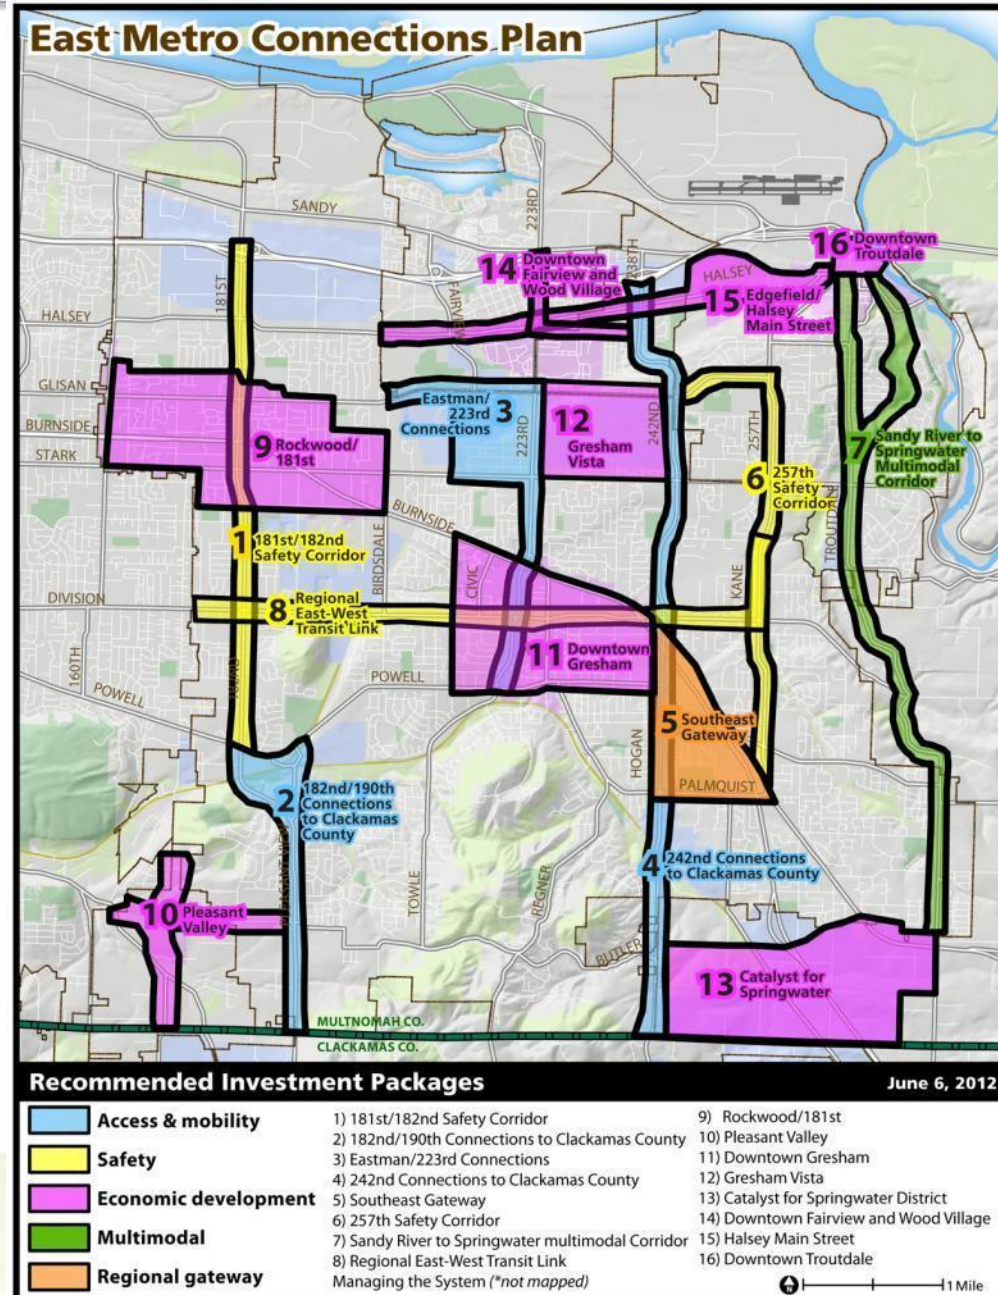 East Metro Connections Plan
SANDY
223RD
238TH
16 Downtown
Troutdale
14 Downtown
Fairview and
Wood Village
HALSEY
15 Edgefield/
Halsey
Main Street
181ST
FAIRVIEW
HALSEY
GLISAN
BURNSIDE
STARK
Eastman/
223rd
Connections
3
223RD
12
Gresham
Vista
242ND
257TH
9 Rockwood/
181st
7 Sandy River to
Springwater
Multimodal
Corridor
6 257th
Safety
Corridor
BURNSIDE
1 181st/182nd
Safety Corridor
BIRDSDALE
CIVIC
KANE
TROUTDALE
DIVISION
8 Regional
East-West
Transit Link
11 Downtown
Gresham
160TH
POWELL
POWELL
5 Southeast
Gateway
HOGAN
PALMQUIST
2 182nd/190th
Connections
to Clackamas
County
4 242nd Connections
to Clackamas County
TOWLE
REGNER
10 Pleasant
Valley
BUTLER
13 Catalyst for
Springwater
MULTNOMAH CO.
CLACKAMAS CO.
Recommended Investment Packages
June 6, 2012
Access & mobility
Safety
Economic development
Multimodal
Regional gateway
1) 181st/182nd Safety Corridor
2) 182nd/190th Connections to Clackamas County
3) Eastman/223rd Connections
4) 242nd Connections to Clackamas County
5) Southeast Gateway
6) 257th Safety Corridor
7) Sandy River to Springwater multimodal Corridor
8) Regional East-West Transit Link
Managing the System (*not mapped)
9) Rockwood/181st
10) Pleasant Valley
11) Downtown Gresham
12) Gresham Vista
13) Catalyst for Springwater District
14) Downtown Fairview and Wood Village
15) Halsey Main Street
16) Downtown Troutdale
N
1 Mile